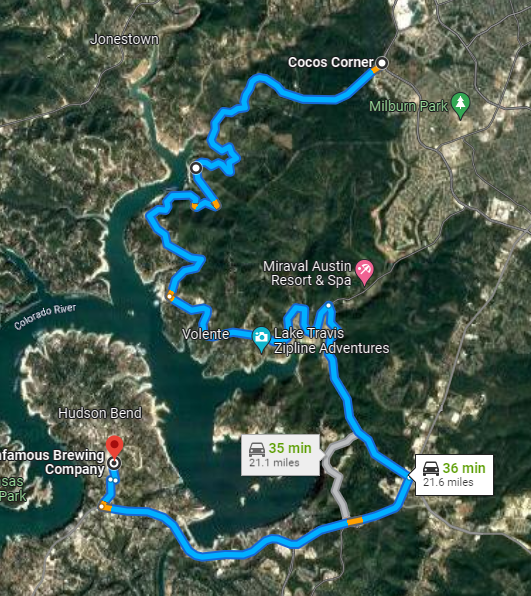 Jonestown
Cocos Corner
Milburn Park
Miraval Austin
Resort & Spa
Colorado River
Volente
Lake Travis
Zipline Adventures
Hudson Bend
35 min
21.1 miles
nfamous Brewing
Company
36 min
21.6 miles
sas
Park